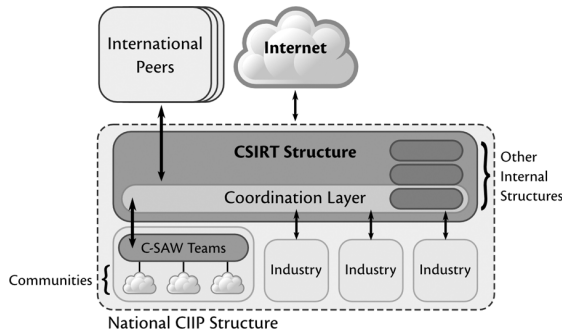 International
Peers
Internet
CSIRT Structure
Coordination Layer
Other
Internal
Structures
C-SAW Teams
Communities
Industry
Industry
Industry
National CIIP Structure